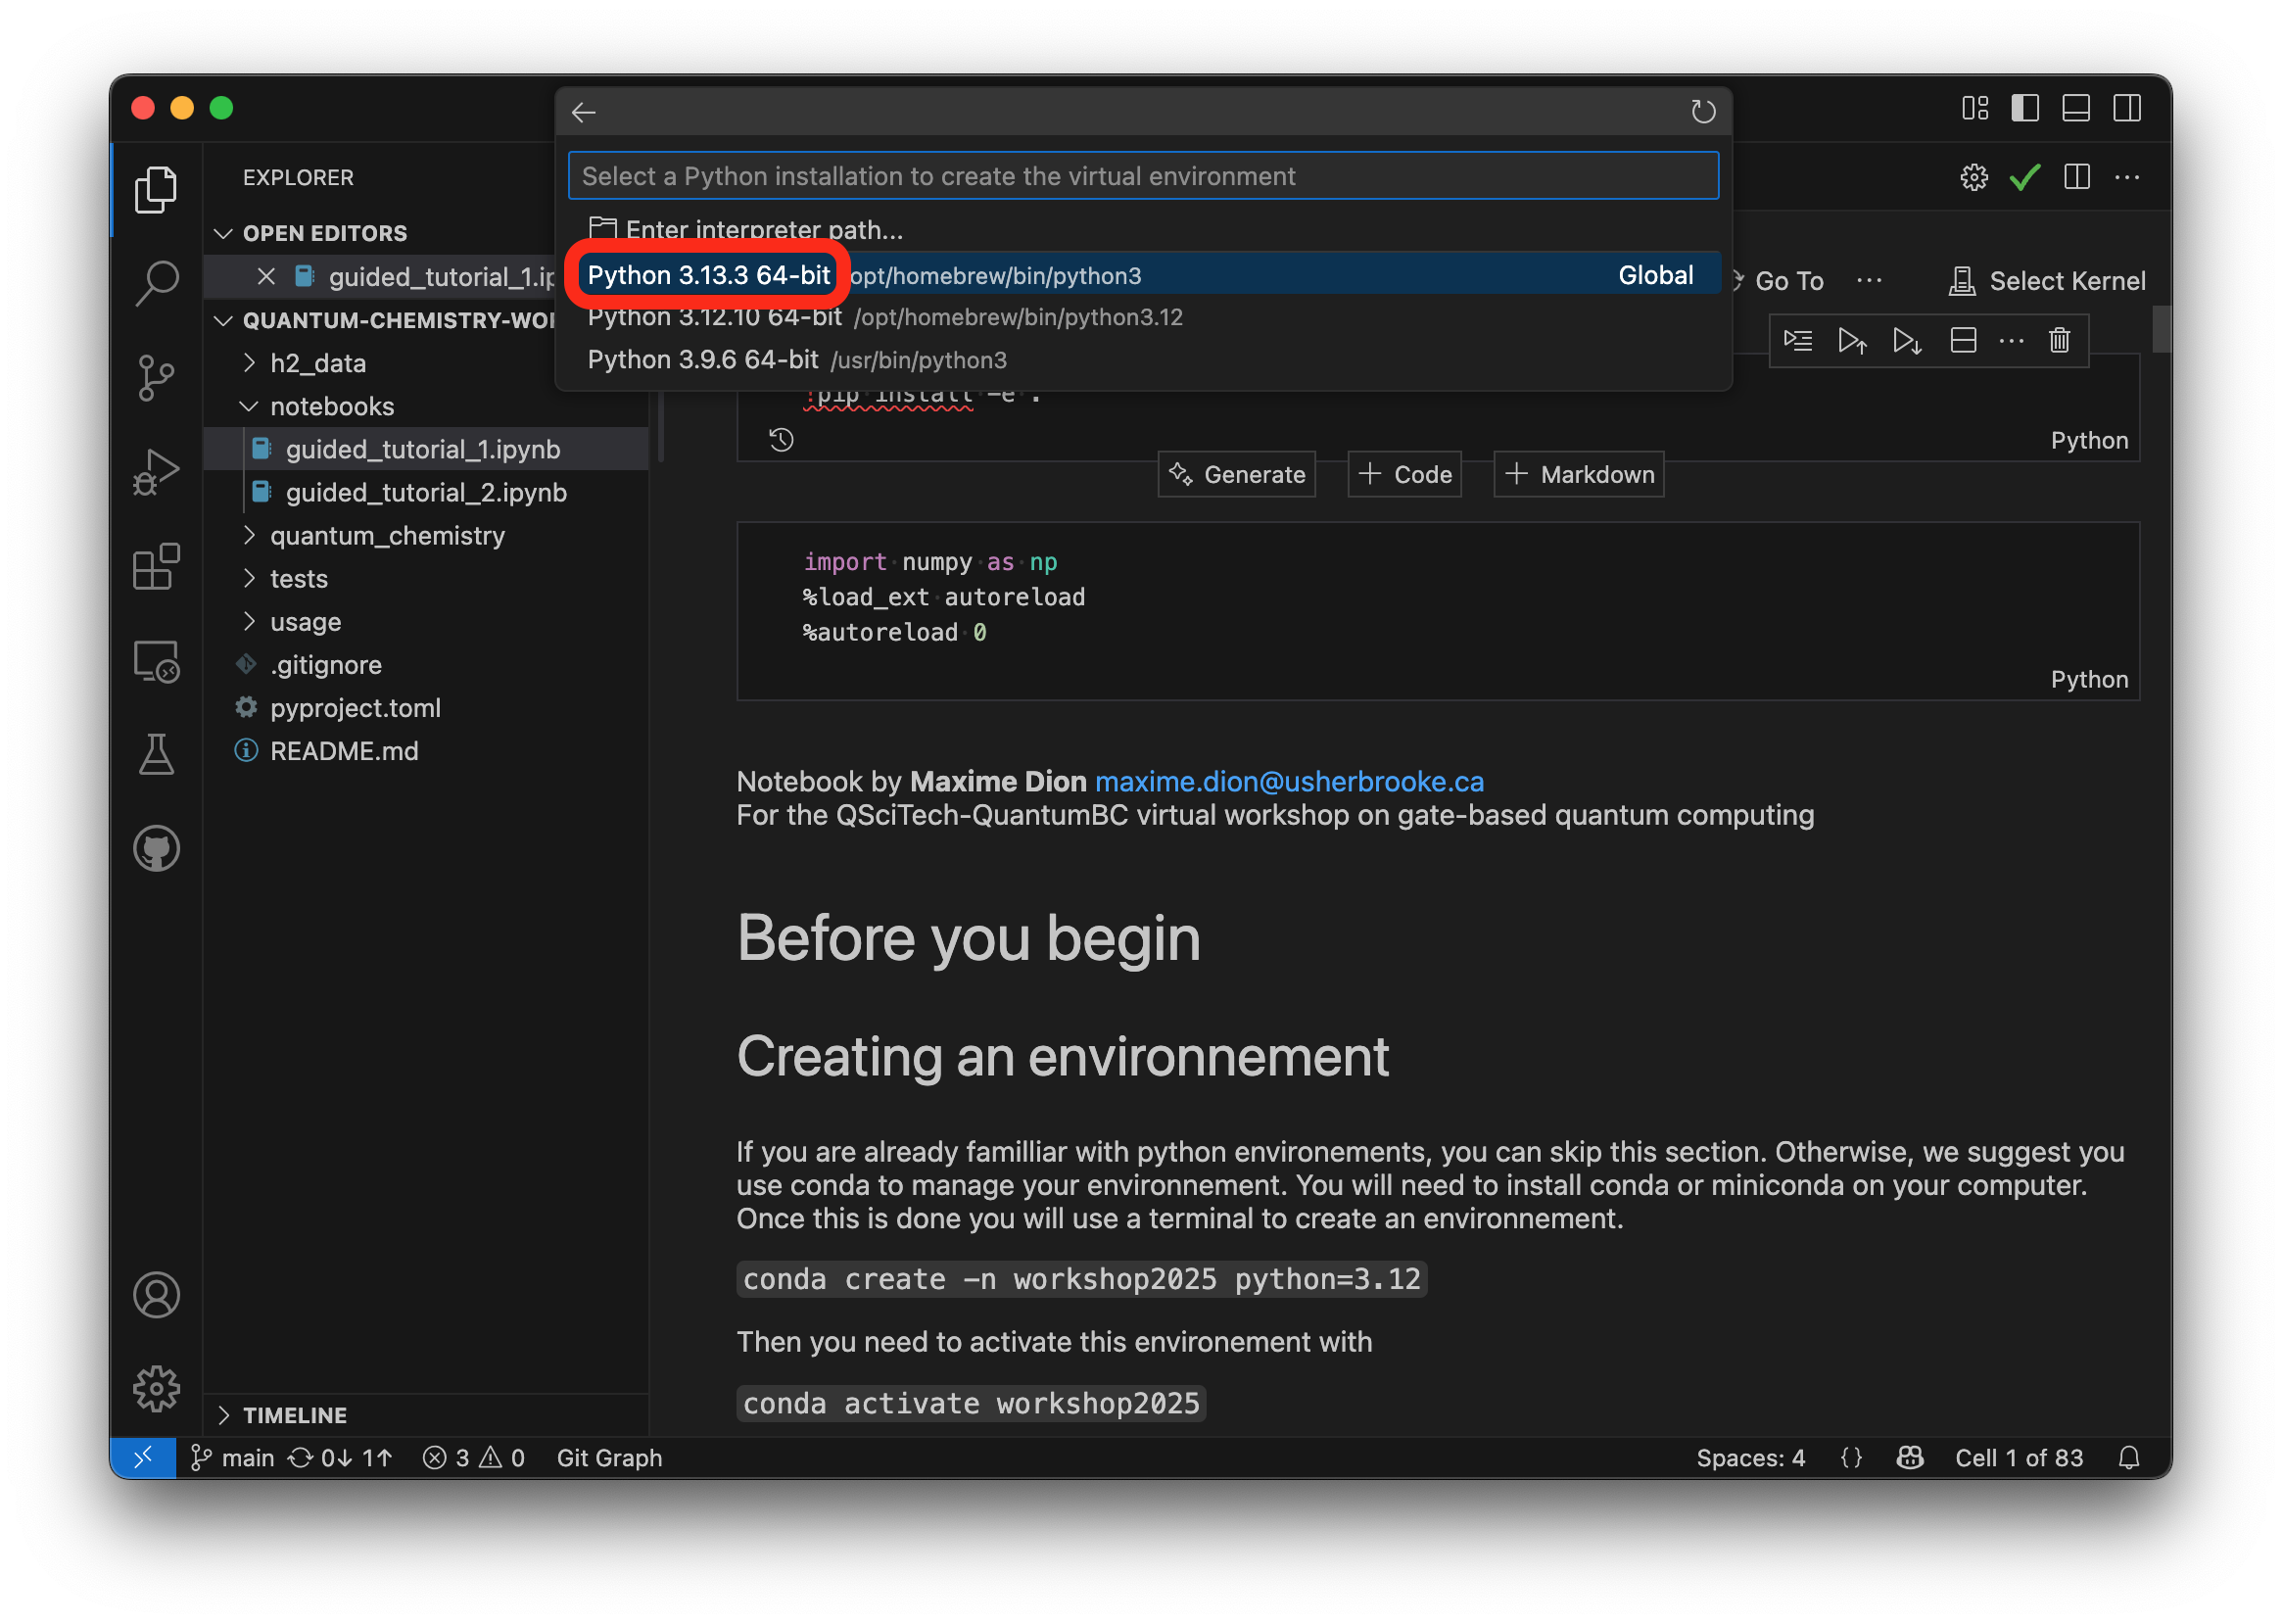 Select a Python installation to create the virtual environment
Enter interpreter path...
Python 3.13.3 64-bit opt/homebrew/bin/python3 Global
Python 3.12.10 64-bit /opt/homebrew/bin/python3.12
Python 3.9.6 64-bit /usr/bin/python3
EXPLORER
OPEN EDITORS
guided_tutorial_1.ip
QUANTUM-CHEMISTRY-WOR
h2_data
notebooks
guided_tutorial_1.ipynb
guided_tutorial_2.ipynb
quantum_chemistry
tests
usage
.gitignore
pyproject.toml
README.md
TIMELINE
Go To ... Select Kernel
!pip install -e .
Python
Generate + Code + Markdown
import numpy as np
%load_ext autoreload
%autoreload 0
Python
Notebook by Maxime Dion maxime.dion@usherbrooke.ca
For the QSciTech-QuantumBC virtual workshop on gate-based quantum computing
Before you begin
Creating an environnement
If you are already familliar with python environements, you can skip this section. Otherwise, we suggest you
use conda to manage your environnement. You will need to install conda or miniconda on your computer.
Once this is done you will use a terminal to create an environnement.
conda create -n workshop2025 python=3.12
Then you need to activate this environement with
conda activate workshop2025
main 0↓ 1↑ 3 0 Git Graph Spaces: 4 {} Cell 1 of 83